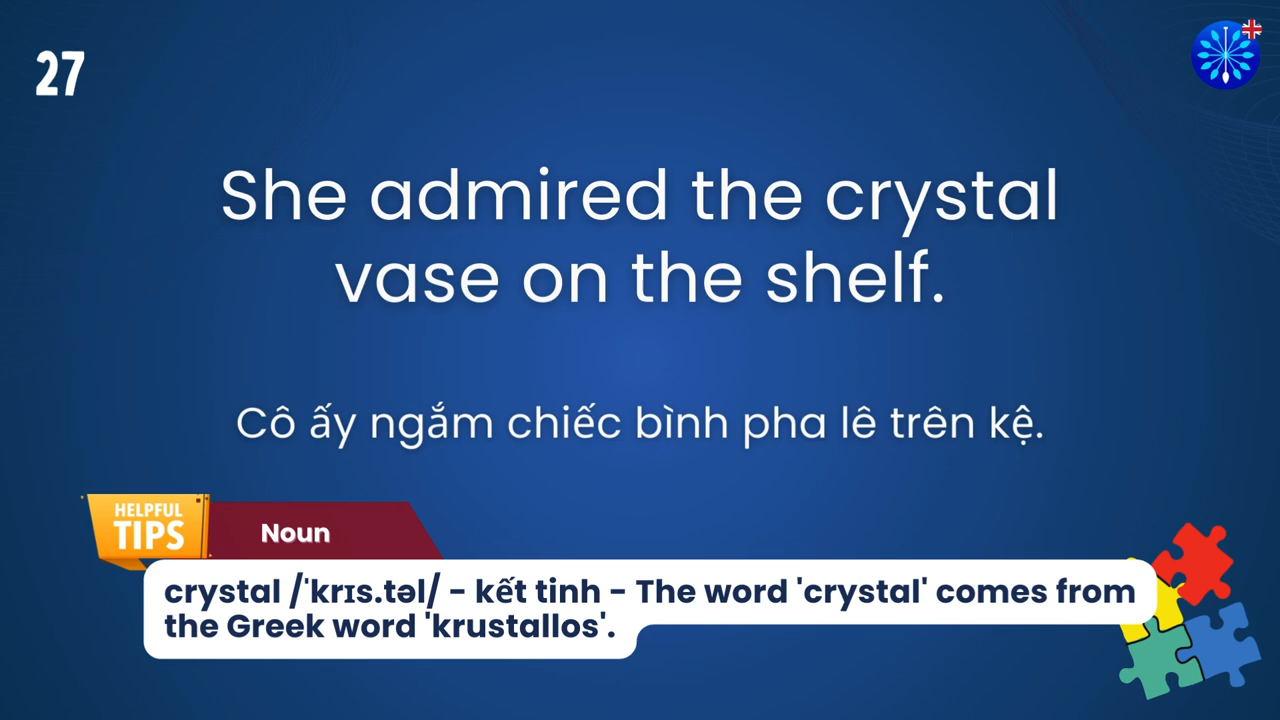 27
She admired the crystal
vase on the shelf.
Cô ấy ngắm chiếc bình pha lê trên kệ.
HELPFUL
TIPS
Noun
crystal /ˈkrɪs.təl/ - kết tinh - The word 'crystal' comes from
the Greek word 'krustallos'.